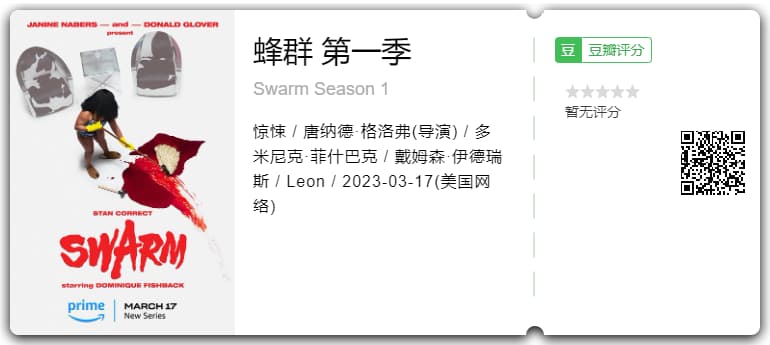 JANINE NABERS — and — DONALD GLOVER
present
STAN CORRECT
SWARM
starring DOMINIQUE FISHBACK
prime
MARCH 17
New Series
蜂群 第一季
Swarm Season 1
惊悚 / 唐纳德·格洛弗(导演) / 多
米尼克·菲什巴克 / 戴姆森·伊德瑞
斯 / Leon / 2023-03-17(美国网
络)
豆 豆瓣评分
暂无评分